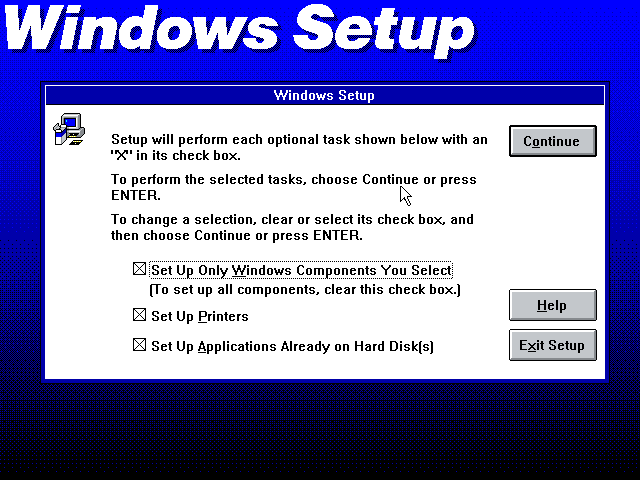 Windows Setup
Windows Setup
Setup will perform each optional task shown below with an
"X" in its check box.
Continue
To perform the selected tasks, choose Continue or press
ENTER.
To change a selection, clear or select its check box, and
then choose Continue or press ENTER.
Set Up Only Windows Components You Select
(To set up all components, clear this check box.)
Help
Set Up Printers
Set Up Applications Already on Hard Disk(s)
Exit Setup